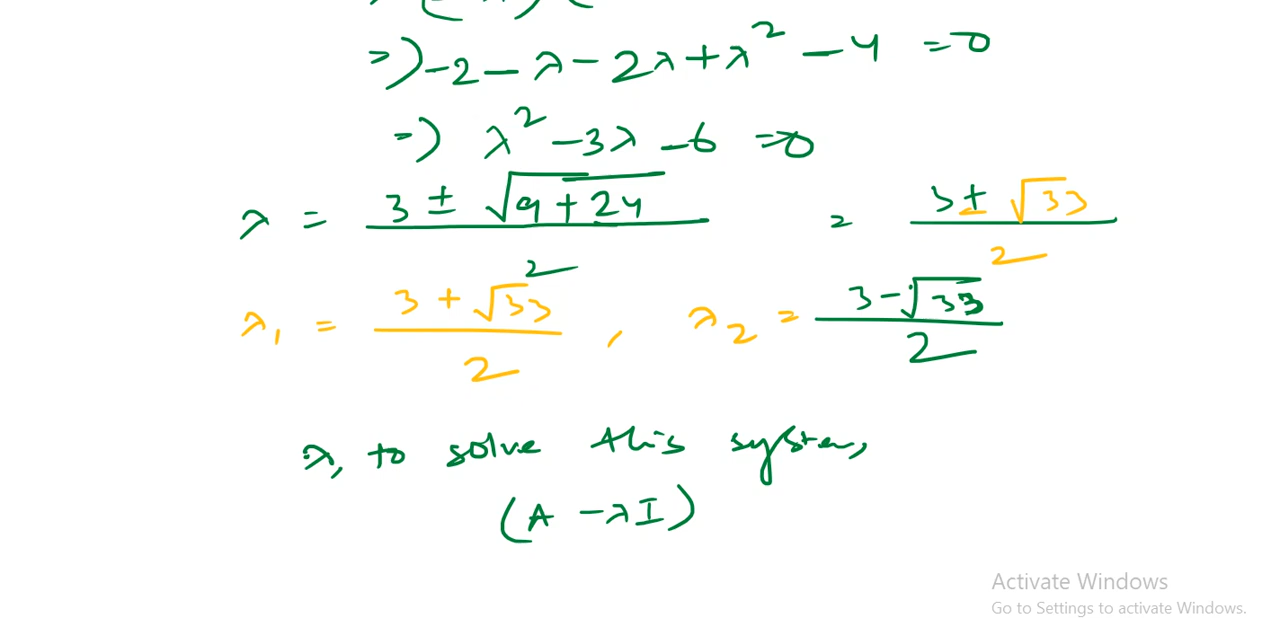 =) -2 - λ - 2λ + λ² - 4 = 0
=) λ² - 3λ - 6 = 0
λ = (3 ± √(9 + 24)) / 2 = (3 ± √33) / 2
λ₁ = (3 + √33) / 2 , λ₂ = (3 - √33) / 2
λ₁ to solve this system,
(A - λI)
Activate Windows
Go to Settings to activate Windows.